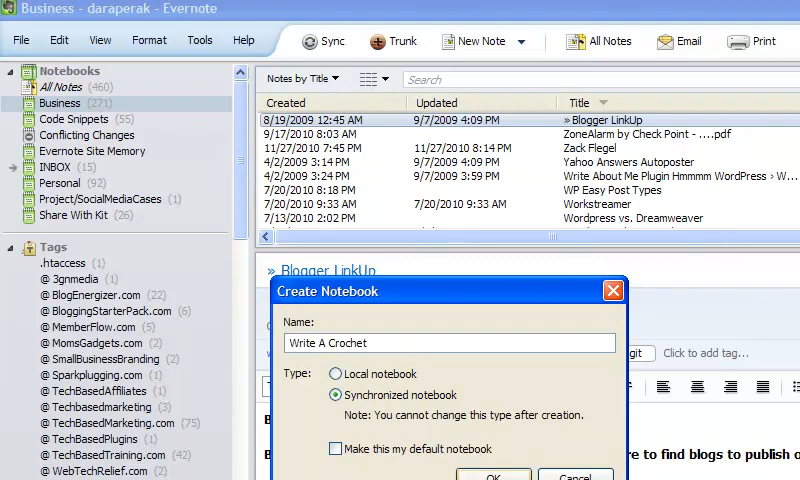 Business - daraperak - Evernote
File Edit View Format Tools Help
Sync Trunk New Note All Notes Email Print
Notebooks
All Notes (460)
Business (271)
Code Snippets (55)
Conflicting Changes
Evernote Site Memory
INBOX (17)
Personal (92)
Project/SocialMediaCases (1)
Share With Kit (26)
Tags
.htaccess (1)
@ 3gnmedia (1)
@ BlogEnergizer.com (22)
@ BloggingStarterPack.com (6)
@ MemberFlow.com (5)
@ MomsGadgets.com (2)
@ SmallBusinessBranding (2)
@ Sparkplugging.com (1)
@ TechBasedAffiliates (1)
@ Techbasedmarketing (3)
@ TechBasedMarketing.com (75)
@ TechBasedPlugins (1)
@ TechBasedTraining.com (42)
@ WebTechRelief.com (2)
Notes by Title Search
Created Updated Title
8/19/2009 12:45 AM 9/7/2009 4:09 PM » Blogger LinkUp
9/17/2010 8:03 AM ZoneAlarm by Check Point - ....pdf
11/27/2010 7:45 PM 11/27/2010 8:14 PM Zack Flegel
4/2/2009 3:14 PM 9/7/2009 4:09 PM Yahoo Answers Autoposter
4/2/2009 3:24 PM 9/7/2009 3:59 PM Write About Me Plugin Hmmmm WordPress › W...
7/20/2010 8:18 PM WP Easy Post Types
7/20/2010 9:33 AM 7/20/2010 9:33 AM Workstreamer
7/13/2010 2:02 PM Wordpress vs. Dreamweaver
» Blogger LinkUp
Create Notebook
Name:
Write A Crochet
Type: Local notebook
Synchronized notebook
Note: You cannot change this type after creation.
Make this my default notebook
OK Cancel
git Click to add tag...
re to find blogs to publish o